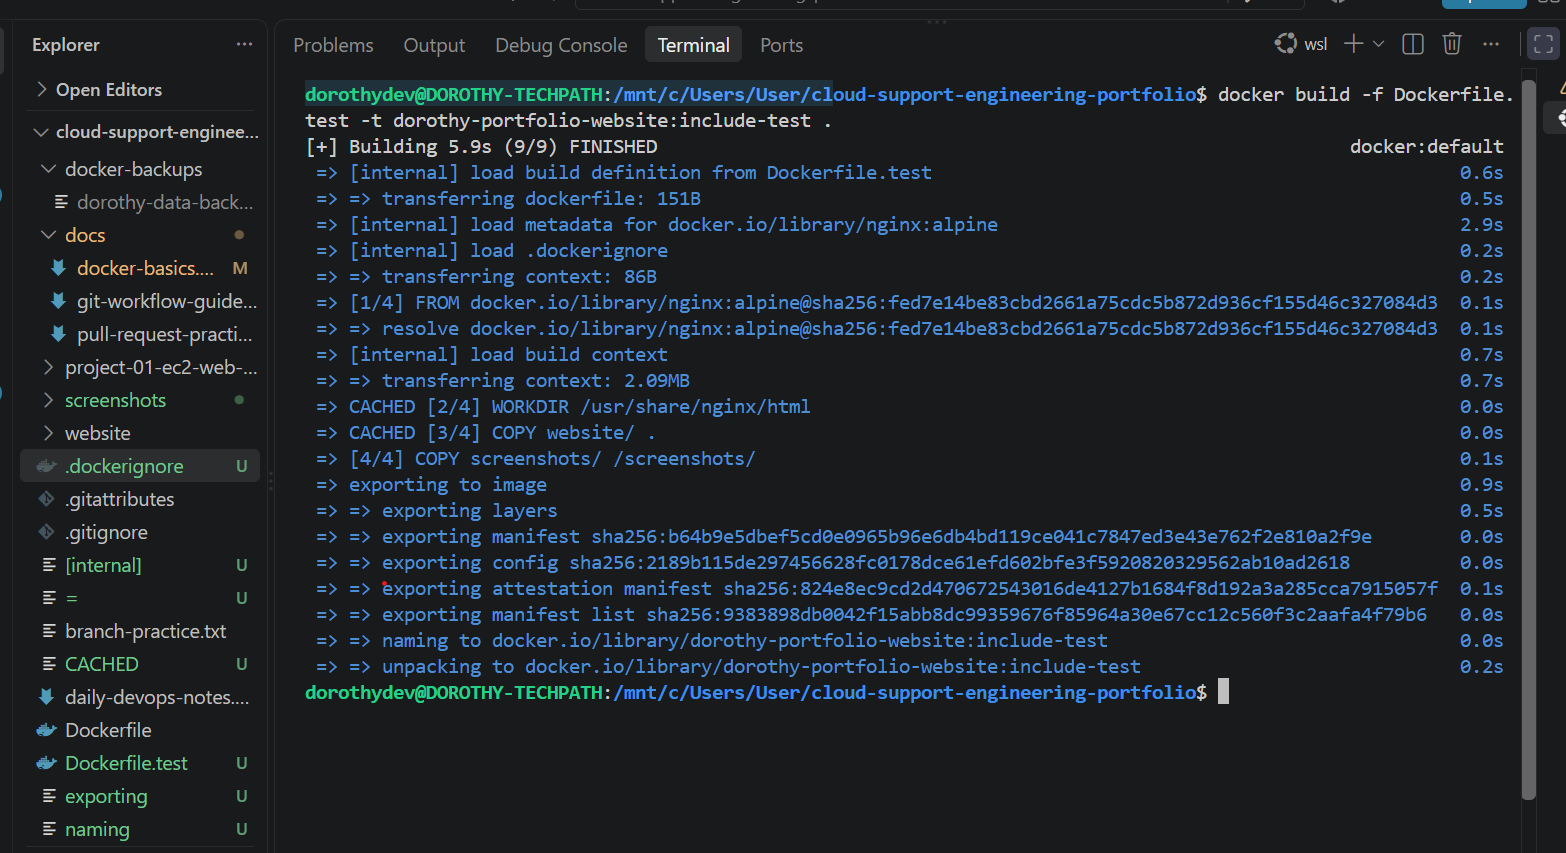 Explorer
Open Editors
cloud-support-enginee...
docker-backups
dorothy-data-back...
docs
docker-basics.... M
git-workflow-guide...
pull-request-practi...
project-01-ec2-web-...
screenshots
website
.dockerignore U
.gitattributes
.gitignore
[internal] U
= U
branch-practice.txt
CACHED U
daily-devops-notes....
Dockerfile
Dockerfile.test U
exporting U
naming U
Problems Output Debug Console Terminal Ports
wsl
dorothydev@DOROTHY-TECHPATH:/mnt/c/Users/User/cloud-support-engineering-portfolio$ docker build -f Dockerfile.
test -t dorothy-portfolio-website:include-test .
[+] Building 5.9s (9/9) FINISHED docker:default
=> [internal] load build definition from Dockerfile.test 0.6s
=> => transferring dockerfile: 151B 0.5s
=> [internal] load metadata for docker.io/library/nginx:alpine 2.9s
=> [internal] load .dockerignore 0.2s
=> => transferring context: 86B 0.2s
=> [1/4] FROM docker.io/library/nginx:alpine@sha256:fed7e14be83cbd2661a75cdc5b872d936cf155d46c327084d3 0.1s
=> => resolve docker.io/library/nginx:alpine@sha256:fed7e14be83cbd2661a75cdc5b872d936cf155d46c327084d3 0.1s
=> [internal] load build context 0.7s
=> => transferring context: 2.09MB 0.7s
=> CACHED [2/4] WORKDIR /usr/share/nginx/html 0.0s
=> CACHED [3/4] COPY website/ . 0.0s
=> [4/4] COPY screenshots/ /screenshots/ 0.1s
=> exporting to image 0.9s
=> => exporting layers 0.5s
=> => exporting manifest sha256:b64b9e5dbef5cd0e0965b96e6db4bd119ce041c7847ed3e43e762f2e810a2f9e 0.0s
=> => exporting config sha256:2189b115de297456628fc0178dce61efd602bfe3f5920820329562ab10ad2618 0.0s
=> => exporting attestation manifest sha256:824e8ec9cd2d470672543016de4127b1684f8d192a3a285cca7915057f 0.1s
=> => exporting manifest list sha256:9383898db0042f15abb8dc99359676f85964a30e67cc12c560f3c2aafa4f79b6 0.0s
=> => naming to docker.io/library/dorothy-portfolio-website:include-test 0.0s
=> => unpacking to docker.io/library/dorothy-portfolio-website:include-test 0.2s
dorothydev@DOROTHY-TECHPATH:/mnt/c/Users/User/cloud-support-engineering-portfolio$